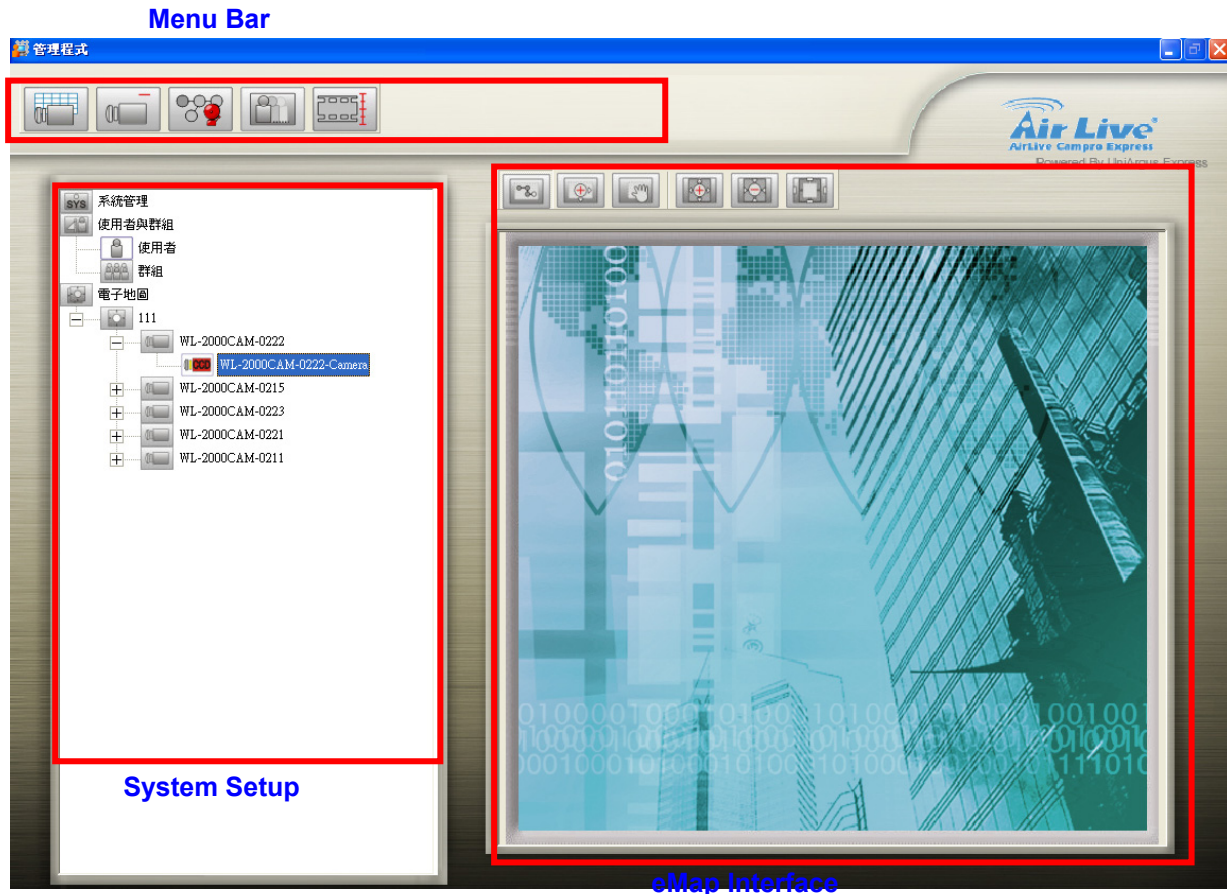 Menu Bar
管理程式
Air Live®
AirLive Campro Express
Powered By UniArgus Express
SYS 系統管理
使用者與群組
使用者
群組
電子地圖
111
WL-2000CAM-0222
CCD WL-2000CAM-0222-Camera
WL-2000CAM-0215
WL-2000CAM-0223
WL-2000CAM-0221
WL-2000CAM-0211
System Setup
eMap Interface